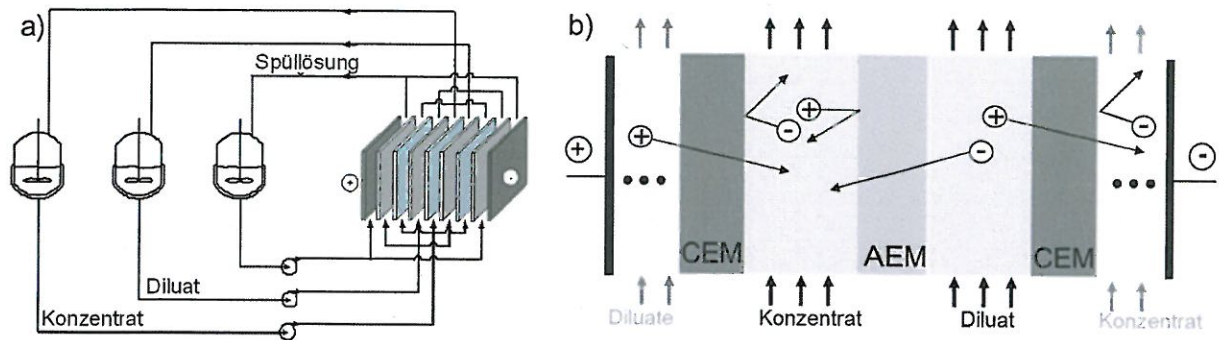 a)
Spüllösung
Diluat
Konzentrat
b)
CEM
AEM
CEM
Diluate
Konzentrat
Diluat
Konzentrat